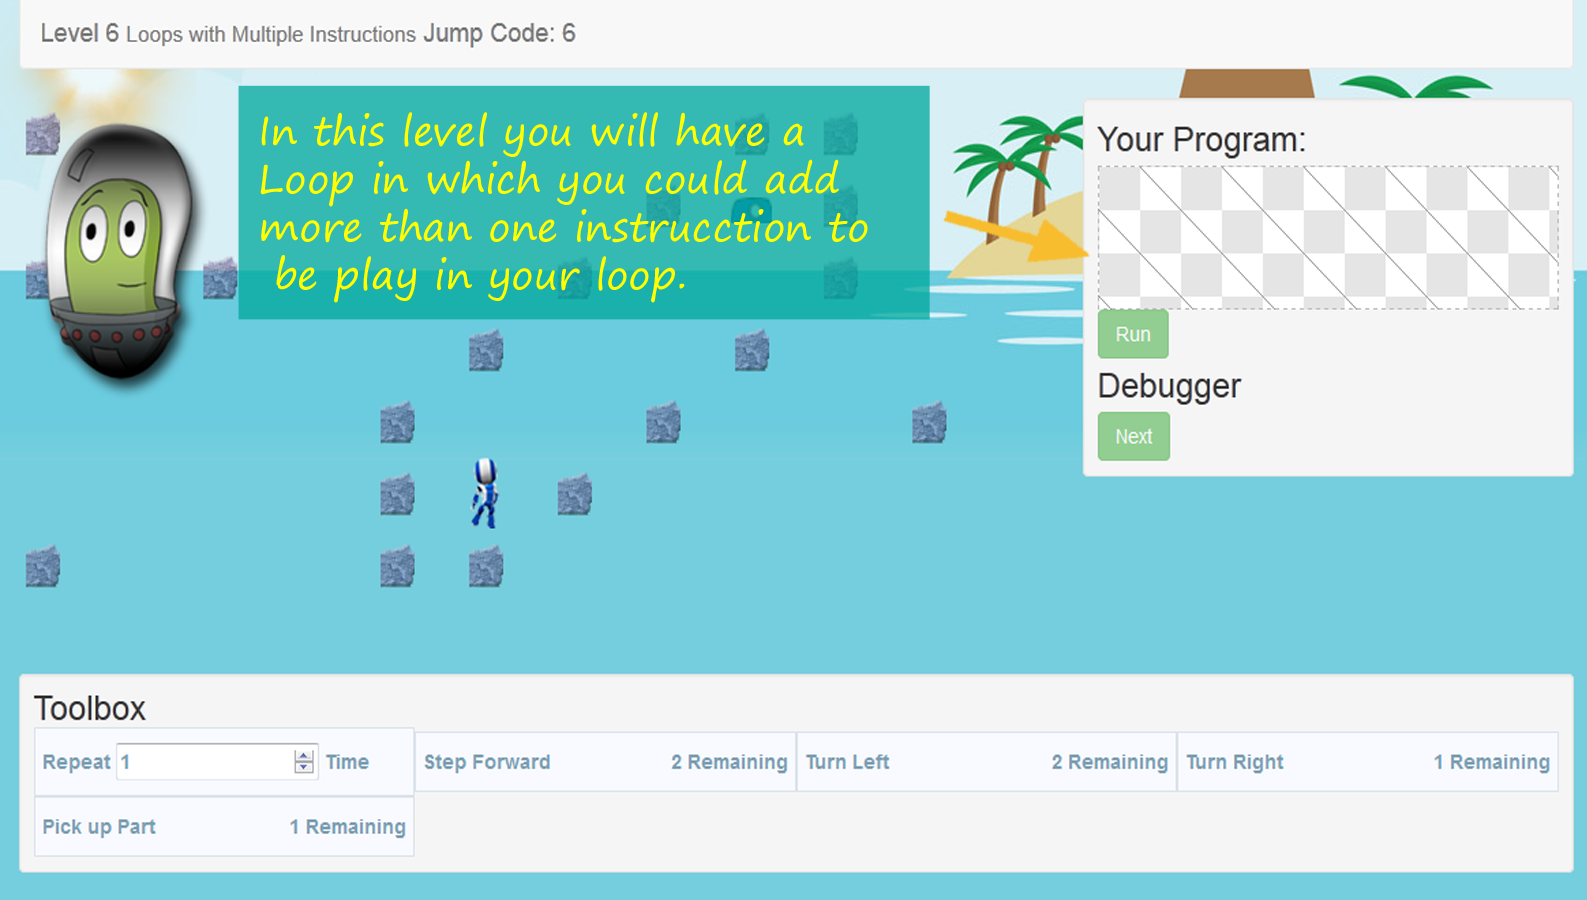 Level 6 Loops with Multiple Instructions Jump Code: 6
In this level you will have a
Loop in which you could add
more than one instrucction to
be play in your loop.
Your Program:
Run
Debugger
Next
Toolbox
Repeat 1 Time
Step Forward 2 Remaining
Turn Left 2 Remaining
Turn Right 1 Remaining
Pick up Part 1 Remaining